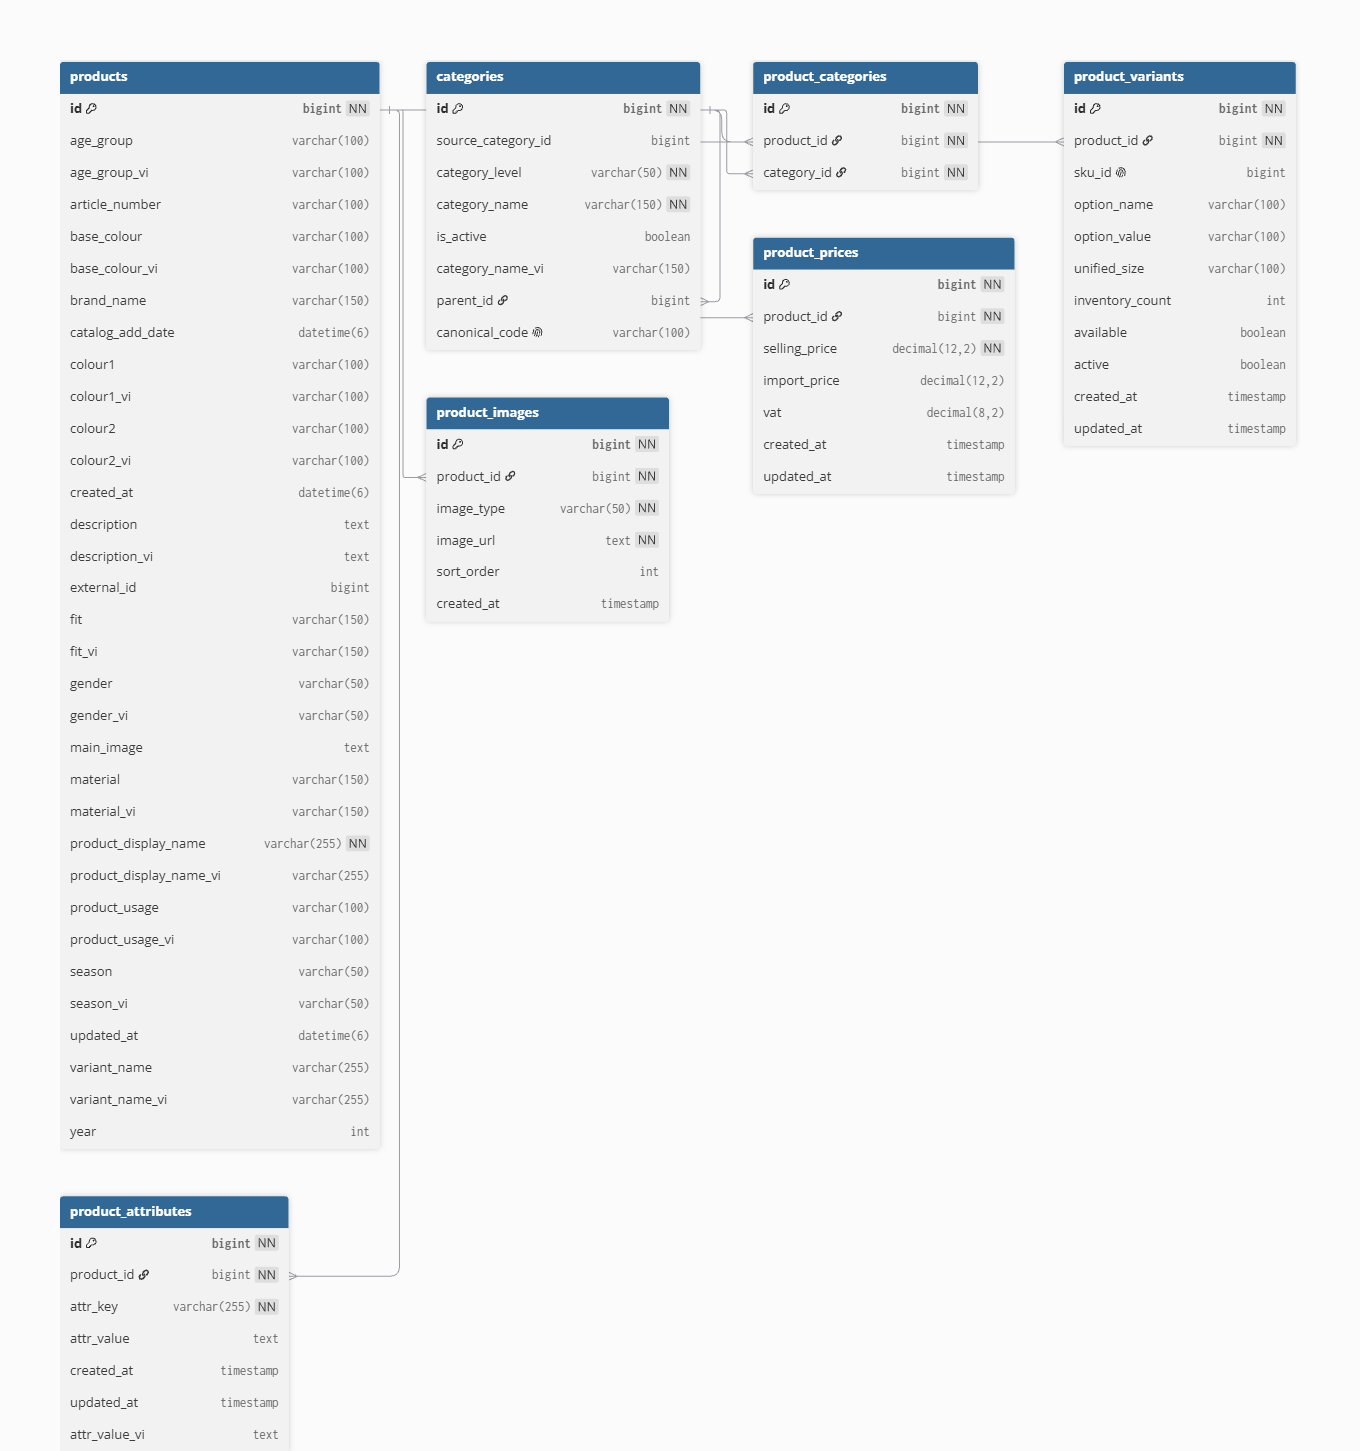 products
id bigint NN
age_group varchar(100)
age_group_vi varchar(100)
article_number varchar(100)
base_colour varchar(100)
base_colour_vi varchar(100)
brand_name varchar(150)
catalog_add_date datetime(6)
colour1 varchar(100)
colour1_vi varchar(100)
colour2 varchar(100)
colour2_vi varchar(100)
created_at datetime(6)
description text
description_vi text
external_id bigint
fit varchar(150)
fit_vi varchar(150)
gender varchar(50)
gender_vi varchar(50)
main_image text
material varchar(150)
material_vi varchar(150)
product_display_name varchar(255) NN
product_display_name_vi varchar(255)
product_usage varchar(100)
product_usage_vi varchar(100)
season varchar(50)
season_vi varchar(50)
updated_at datetime(6)
variant_name varchar(255)
variant_name_vi varchar(255)
year int
categories
id bigint NN
source_category_id bigint
category_level varchar(50) NN
category_name varchar(150) NN
is_active boolean
category_name_vi varchar(150)
parent_id bigint
canonical_code varchar(100)
product_categories
id bigint NN
product_id bigint NN
category_id bigint NN
product_variants
id bigint NN
product_id bigint NN
sku_id bigint
option_name varchar(100)
option_value varchar(100)
unified_size varchar(100)
inventory_count int
available boolean
active boolean
created_at timestamp
updated_at timestamp
product_prices
id bigint NN
product_id bigint NN
selling_price decimal(12,2) NN
import_price decimal(12,2)
vat decimal(8,2)
created_at timestamp
updated_at timestamp
product_images
id bigint NN
product_id bigint NN
image_type varchar(50) NN
image_url text NN
sort_order int
created_at timestamp
product_attributes
id bigint NN
product_id bigint NN
attr_key varchar(255) NN
attr_value text
created_at timestamp
updated_at timestamp
attr_value_vi text